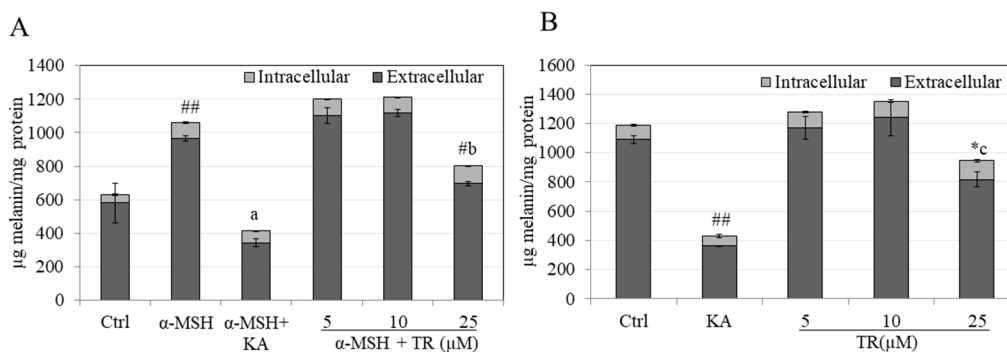 A
µg melanin/mg protein
1400
1200
1000
800
600
400
200
0
Intracellular Extracellular
##
a
#b
Ctrl α-MSH α-MSH+ 5 10 25
KA α-MSH + TR (µM)
B
µg melanin/mg protein
1600
1400
1200
1000
800
600
400
200
0
Intracellular Extracellular
##
*c
Ctrl KA 5 10 25
TR(µM)